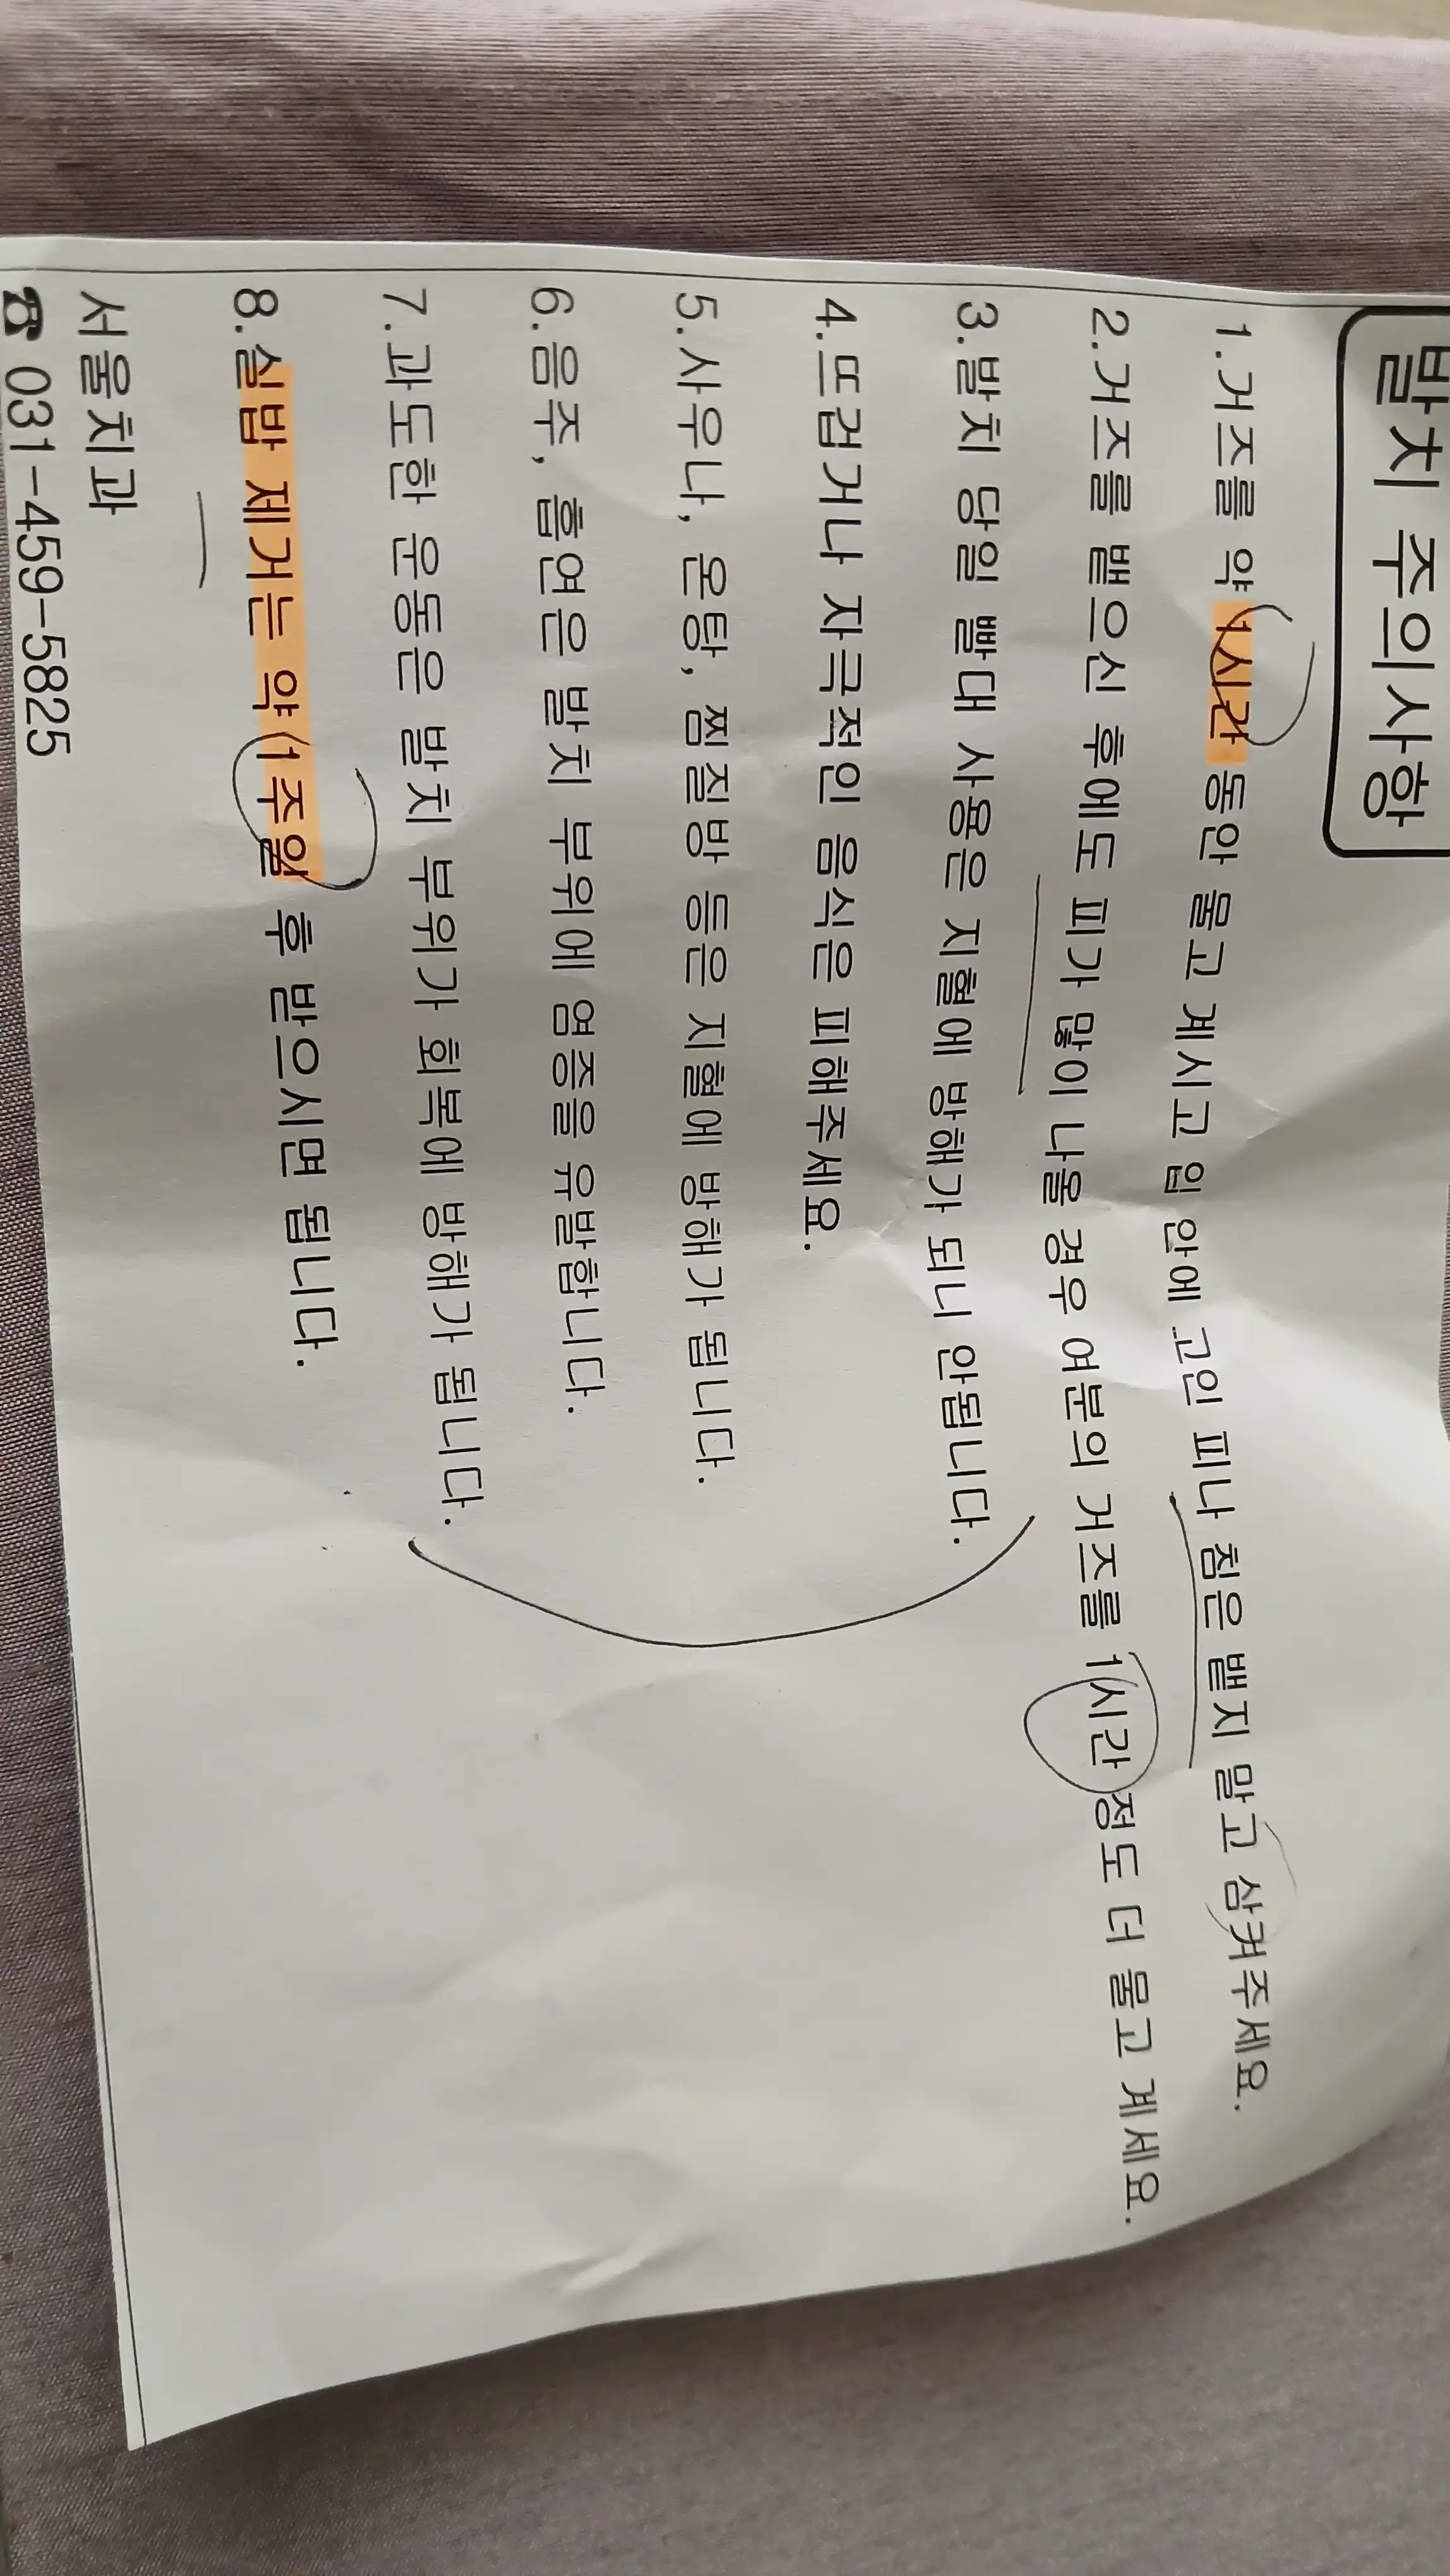 발치 주의사항
1.거즈를 약 1시간 동안 물고 계시고 입 안에 고인 피나 침은 뱉지 말고 삼켜주세요.
2.거즈를 뱉으신 후에도 피가 많이 나올 경우 여분의 거즈를 1시간 정도 더 물고 계세요.
3.발치 당일 빨대 사용은 지혈에 방해가 되니 안됩니다.
4.뜨겁거나 자극적인 음식은 피해주세요.
5.사우나, 온탕, 찜질방 등은 지혈에 방해가 됩니다.
6.음주, 흡연은 발치 부위에 염증을 유발합니다.
7.과도한 운동은 발치 부위가 회복에 방해가 됩니다.
8.실밥 제거는 약 1주일 후 받으시면 됩니다.
서울치과
☎ 031-459-5825